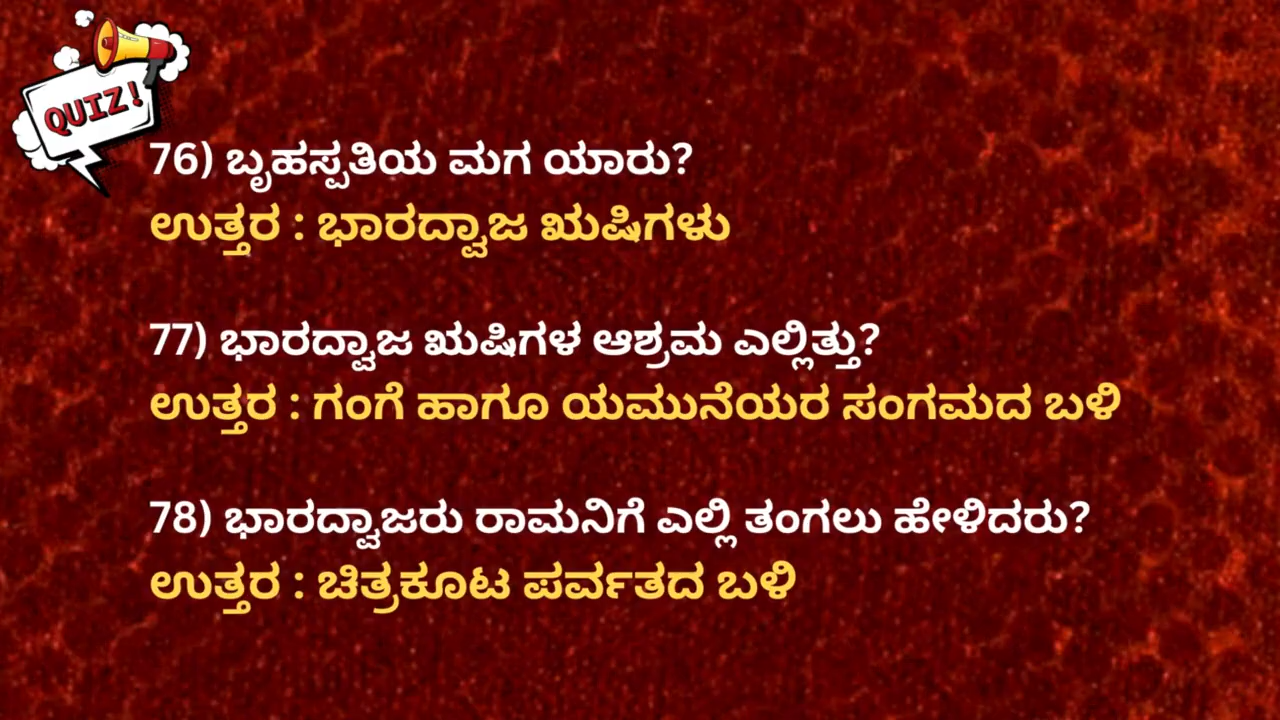 QUIZ!
76) ಬೃಹಸ್ಪತಿಯ ಮಗ ಯಾರು?
ಉತ್ತರ : ಭಾರದ್ವಾಜ ಋಷಿಗಳು
77) ಭಾರದ್ವಾಜ ಋಷಿಗಳ ಆಶ್ರಮ ಎಲ್ಲಿತ್ತು?
ಉತ್ತರ : ಗಂಗೆ ಹಾಗೂ ಯಮುನೆಯರ ಸಂಗಮದ ಬಳಿ
78) ಭಾರದ್ವಾಜರು ರಾಮನಿಗೆ ಎಲ್ಲಿ ತಂಗಲು ಹೇಳಿದರು?
ಉತ್ತರ : ಚಿತ್ರಕೂಟ ಪರ್ವತದ ಬಳಿ